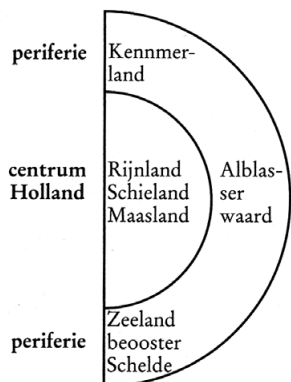 periferie
Kennmer-
land
centrum
Holland
Rijnland
Schieland
Maasland
Alblas-
ser
waard
periferie
Zeeland
beooster
Schelde